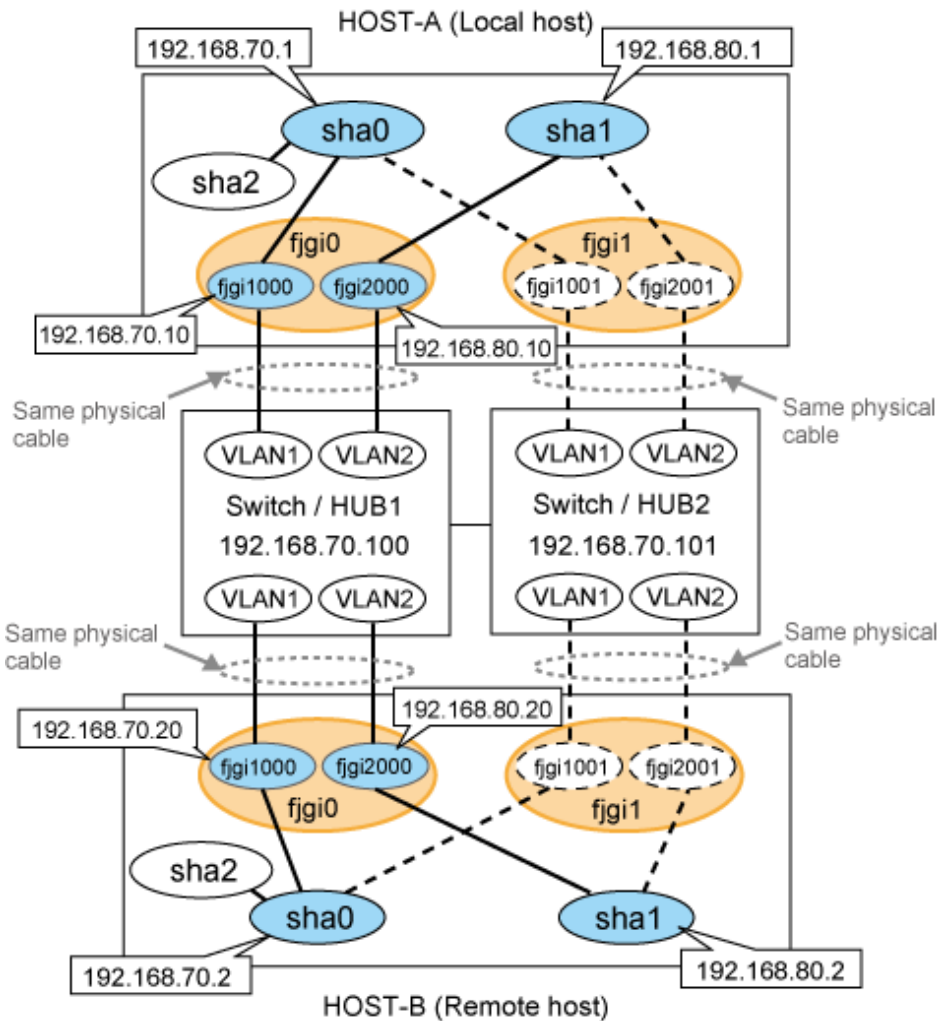 HOST-A (Local host)
192.168.70.1
192.168.80.1
sha0
sha1
sha2
fjgi0
fjgi1
fjgi1000
fjgi2000
fjgi1001
fjgi2001
192.168.70.10
192.168.80.10
Same physical
cable
Same physical
cable
VLAN1
VLAN2
VLAN1
VLAN2
Switch / HUB1
Switch / HUB2
192.168.70.100
192.168.70.101
VLAN1
VLAN2
VLAN1
VLAN2
Same physical
cable
Same physical
cable
192.168.70.20
192.168.80.20
fjgi1000
fjgi2000
fjgi1001
fjgi2001
fjgi0
fjgi1
sha2
sha0
sha1
192.168.70.2
192.168.80.2
HOST-B (Remote host)